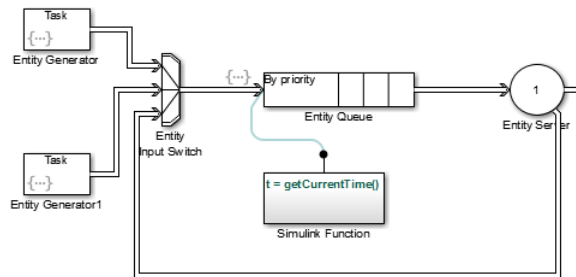 Task
{...}
Entity Generator
{...}
By priority
Entity Queue
1
Entity Server
Entity
Input Switch
Task
{...}
Entity Generator1
t = getCurrentTime()
Simulink Function